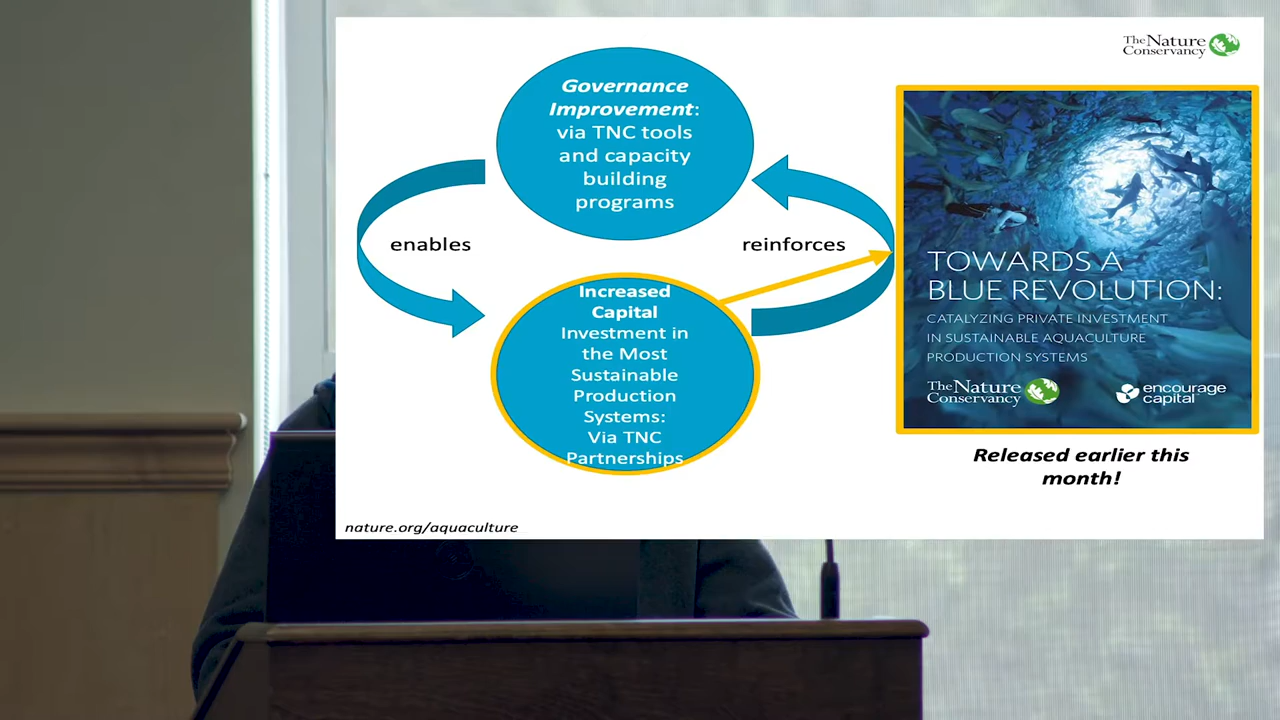 The Nature
Conservancy
Governance
Improvement:
via TNC tools
and capacity
building
programs
enables
reinforces
Increased
Capital
Investment in
the Most
Sustainable
Production
Systems:
Via TNC
Partnerships
TOWARDS A
BLUE REVOLUTION:
CATALYZING PRIVATE INVESTMENT
IN SUSTAINABLE AQUACULTURE
PRODUCTION SYSTEMS
The Nature
Conservancy
encourage
capital
Released earlier this
month!
nature.org/aquaculture